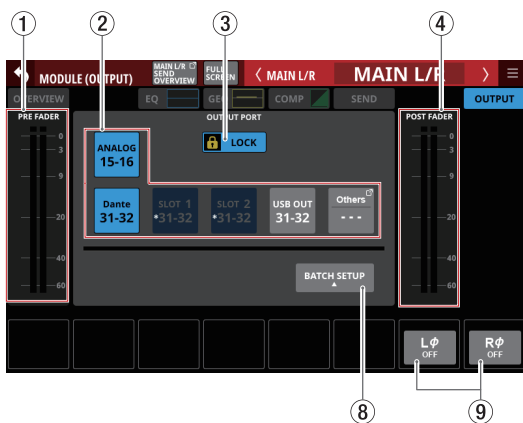 1 2 3 4
MODULE (OUTPUT)
MAIN L/R
SEND
OVERVIEW
FULL
SCREEN
MAIN L/R
MAIN L/R
OVERVIEW
EQ
GEQ
COMP
SEND
OUTPUT
PRE FADER
OUTPUT PORT
POST FADER
LOCK
ANALOG
15-16
0
3
9
20
40
60
Dante
31-32
SLOT 1
*31-32
SLOT 2
*31-32
USB OUT
31-32
Others
---
BATCH SETUP
0
3
9
20
40
60
Lφ
OFF
Rφ
OFF
8 9